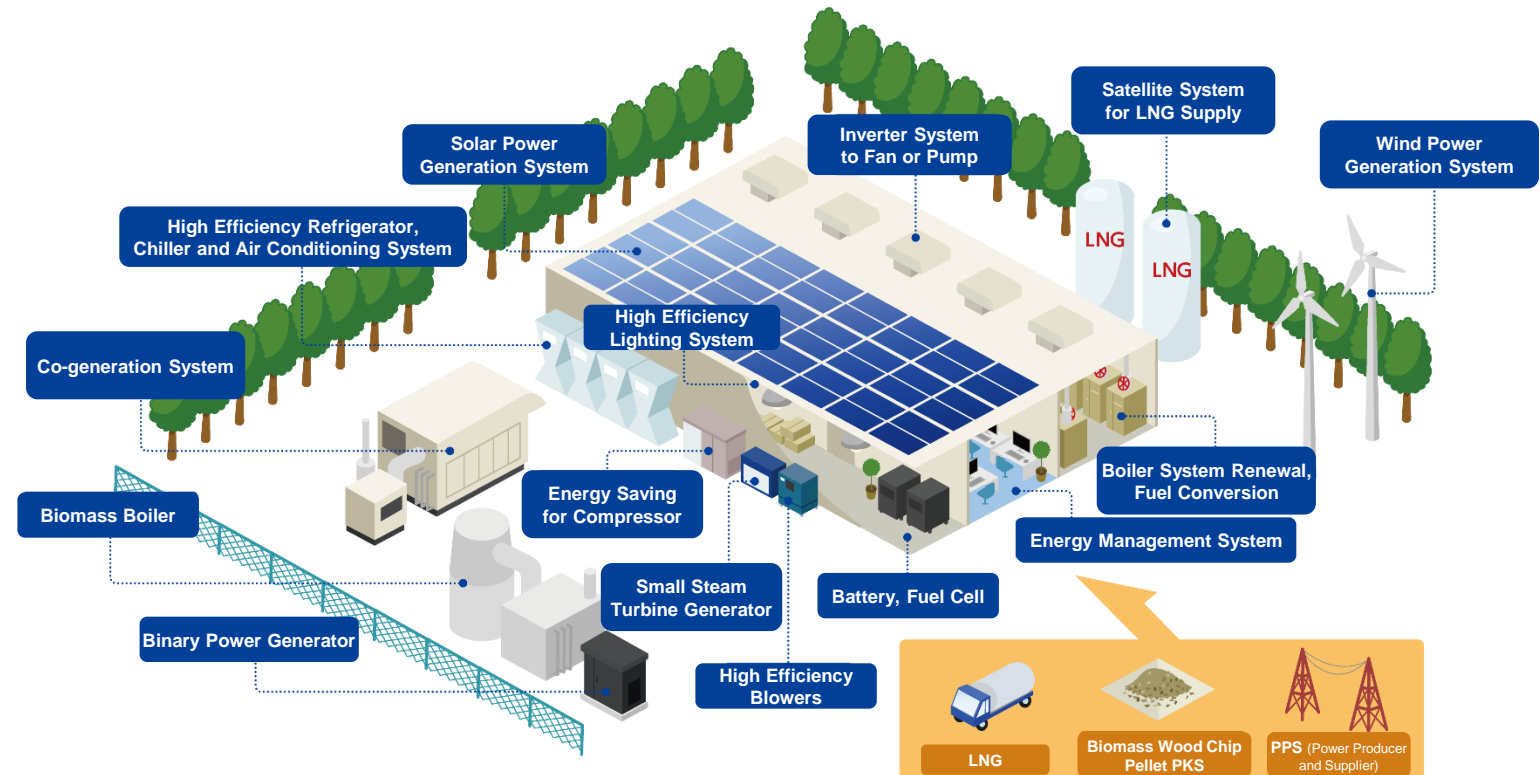 Satellite System
for LNG Supply
Solar Power
Generation System
Inverter System
to Fan or Pump
Wind Power
Generation System
High Efficiency Refrigerator,
Chiller and Air Conditioning System
LNG
LNG
High Efficiency
Lighting System
Co-generation System
Boiler System Renewal,
Fuel Conversion
Energy Saving
for Compressor
Biomass Boiler
Energy Management System
Small Steam
Turbine Generator
Battery, Fuel Cell
Binary Power Generator
High Efficiency
Blowers
LNG
Biomass Wood Chip
Pellet PKS
PPS (Power Producer
and Supplier)